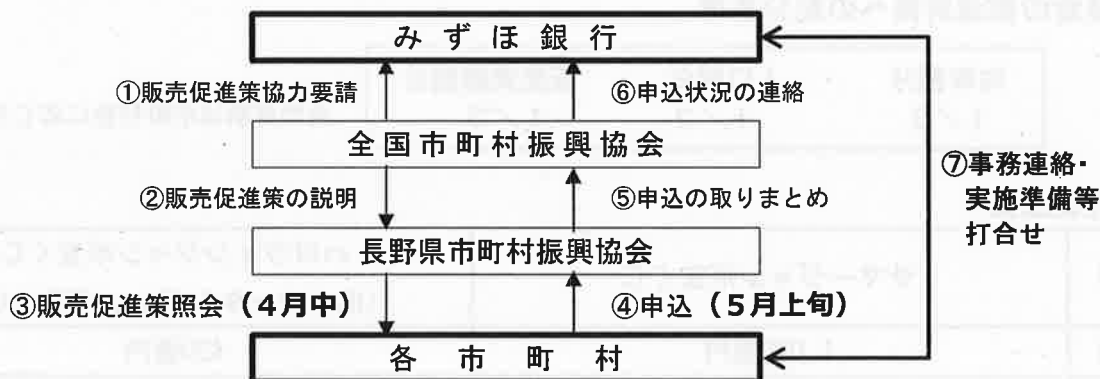 みずほ銀行
①販売促進策協力要請
⑥申込状況の連絡
全国市町村振興協会
②販売促進策の説明
⑤申込の取りまとめ
⑦事務連絡・
実施準備等
打合せ
長野県市町村振興協会
③販売促進策照会（4月中）
④申込（5月上旬）
各市町村